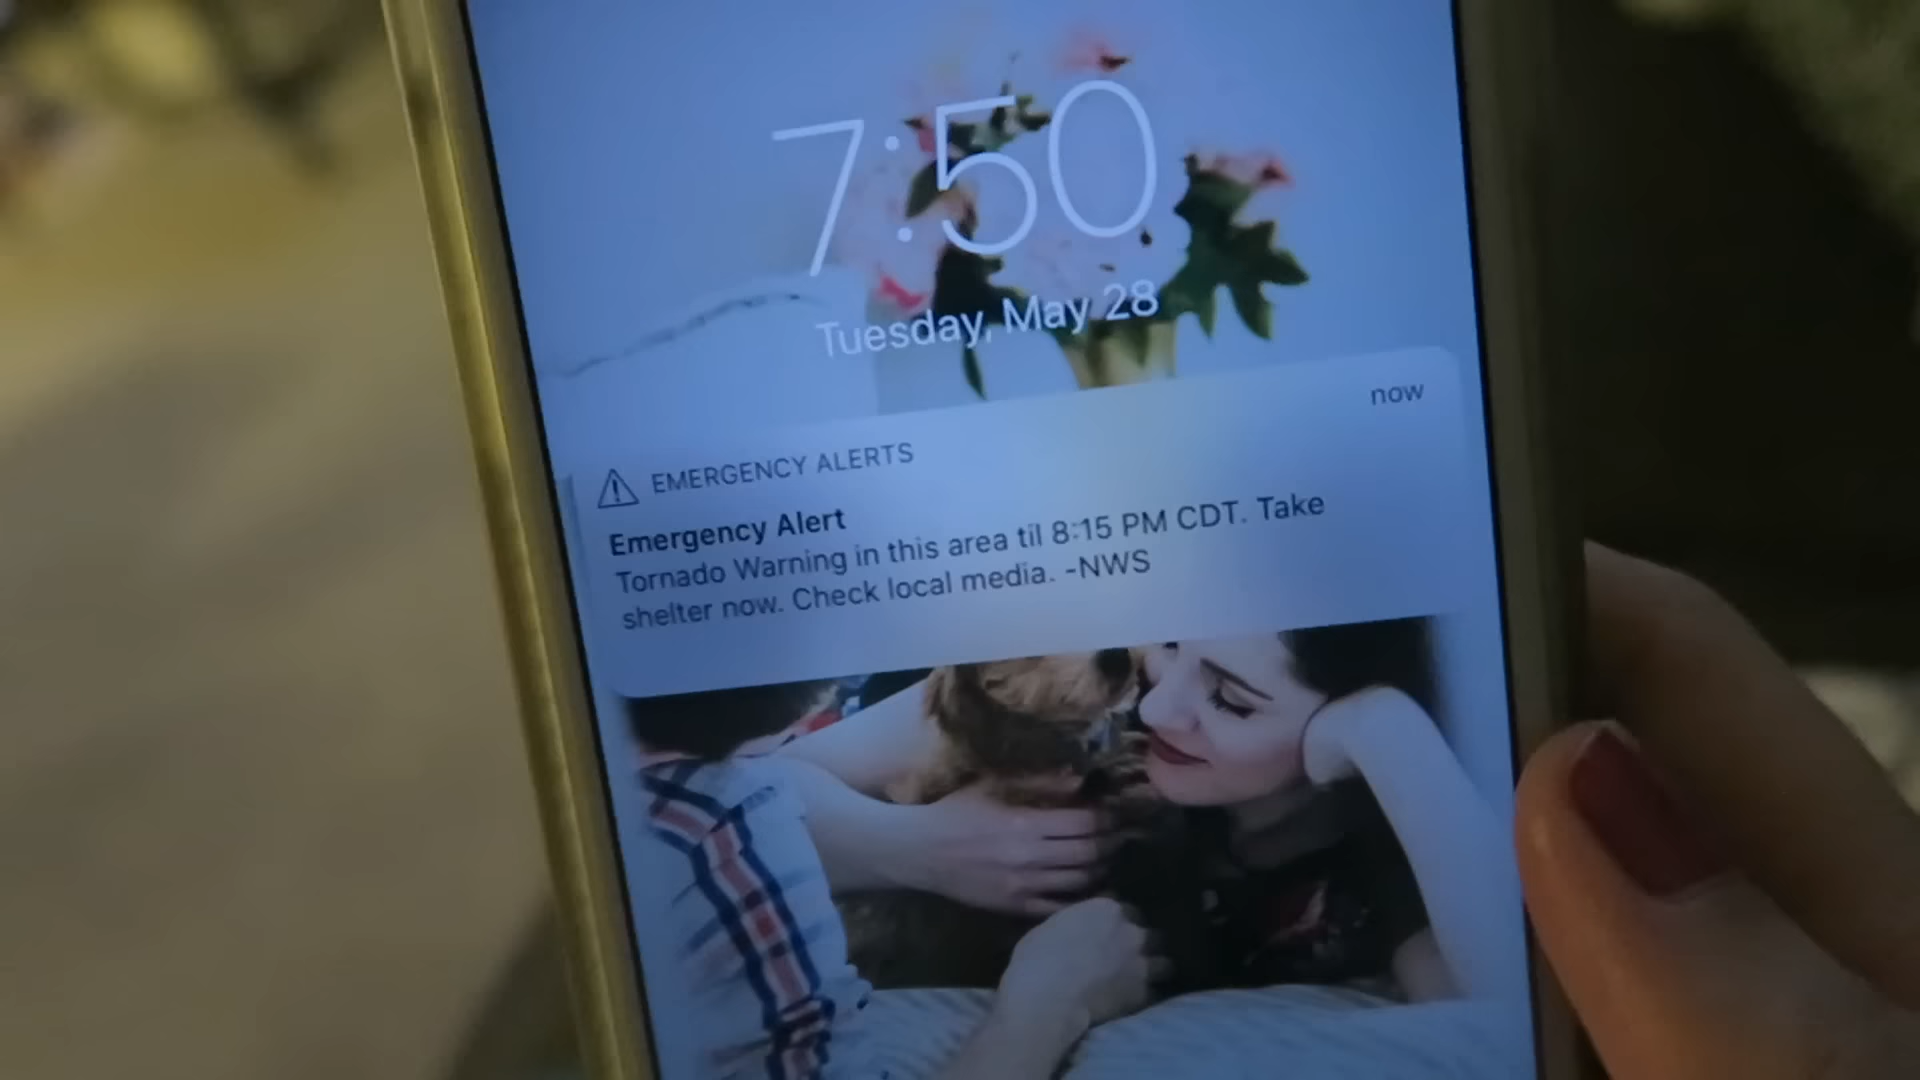 7:50
Tuesday, May 28
now
EMERGENCY ALERTS
Emergency Alert
Tornado Warning in this area til 8:15 PM CDT. Take
shelter now. Check local media. -NWS